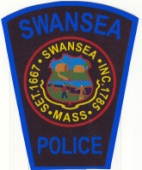 SWANSEA
SET. 1667 • SWANSEA • INC. 1785
• MASS •
POLICE